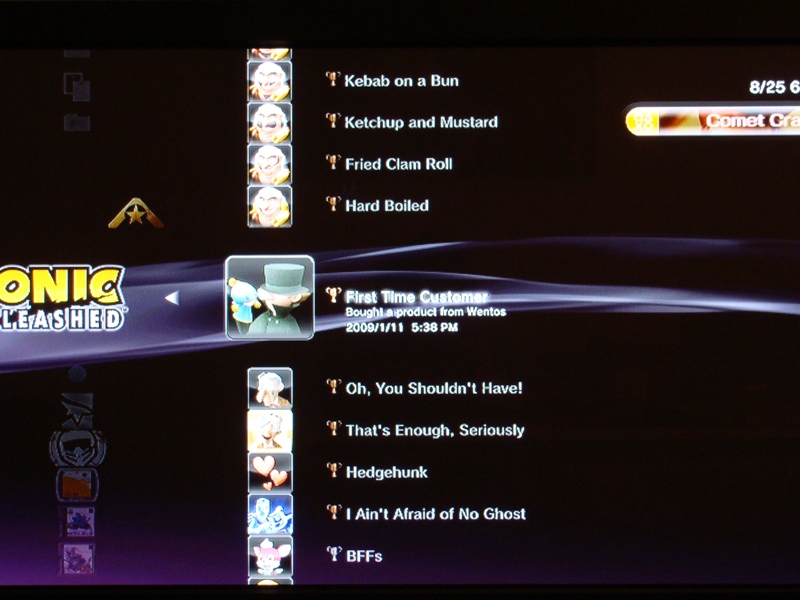 Kebab on a Bun
8/25 6
Ketchup and Mustard
Comet Gra
Fried Clam Roll
Hard Boiled
ONIC
LEASHED
First Time Customer
Bought a product from Wentos
2009/1/11 5:38 PM
Oh, You Shouldn't Have!
That's Enough, Seriously
Hedgehunk
I Ain't Afraid of No Ghost
BFFs